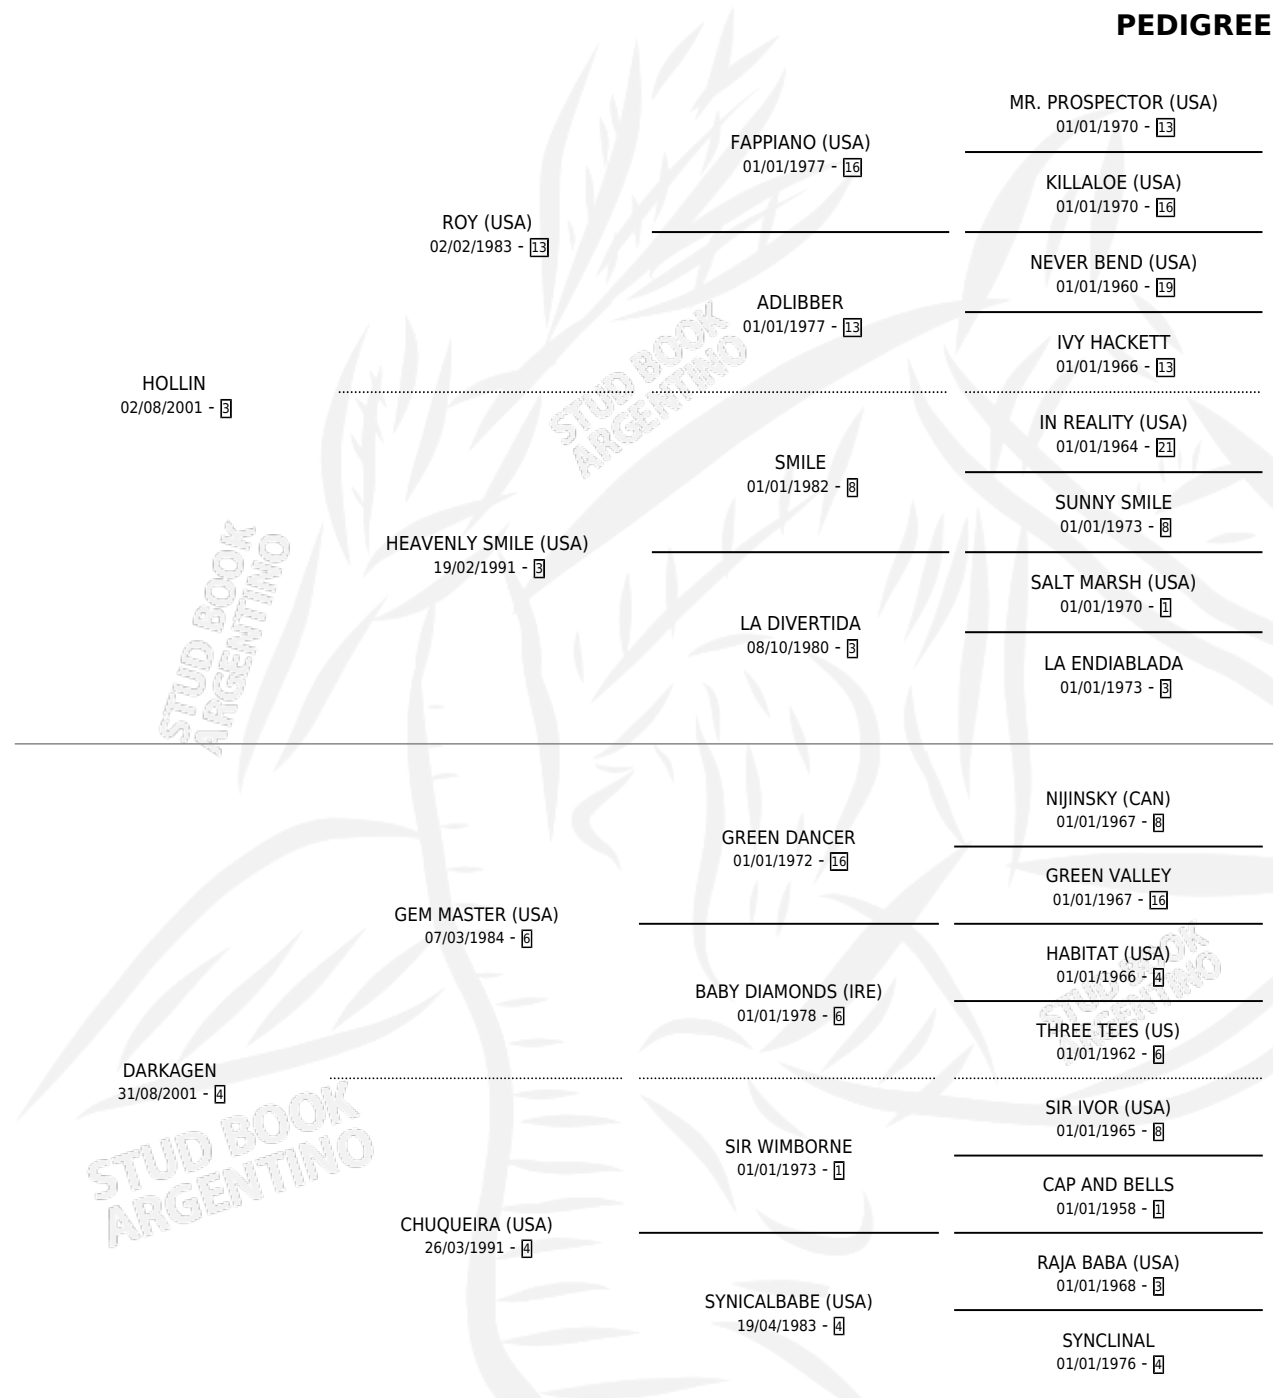 PEDIGREE
MR. PROSPECTOR (USA)
01/01/1970 - 13
FAPPIANO (USA)
01/01/1977 - 16
KILLALOE (USA)
01/01/1970 - 16
ROY (USA)
02/02/1983 - 13
NEVER BEND (USA)
01/01/1960 - 19
ADLIBBER
01/01/1977 - 13
IVY HACKETT
01/01/1966 - 13
HOLLIN
02/08/2001 - 3
IN REALITY (USA)
01/01/1964 - 21
SMILE
01/01/1982 - 8
SUNNY SMILE
01/01/1973 - 8
HEAVENLY SMILE (USA)
19/02/1991 - 3
SALT MARSH (USA)
01/01/1970 - 1
LA DIVERTIDA
08/10/1980 - 3
LA ENDIABLADA
01/01/1973 - 3
NIJINSKY (CAN)
01/01/1967 - 8
GREEN DANCER
01/01/1972 - 16
GREEN VALLEY
01/01/1967 - 16
GEM MASTER (USA)
07/03/1984 - 6
HABITAT (USA)
01/01/1966 - 4
BABY DIAMONDS (IRE)
01/01/1978 - 6
THREE TEES (US)
01/01/1962 - 6
DARKAGEN
31/08/2001 - 4
SIR IVOR (USA)
01/01/1965 - 8
SIR WIMBORNE
01/01/1973 - 1
CAP AND BELLS
01/01/1958 - 1
CHUQUEIRA (USA)
26/03/1991 - 4
RAJA BABA (USA)
01/01/1968 - 3
SYNICALBABE (USA)
19/04/1983 - 4
SYNCLINAL
01/01/1976 - 4
STUD BOOK
ARGENTINO
STUD BOOK
ARGENTINO
STUD BOOK
ARGENTINO
STUD BOOK
ARGENTINO